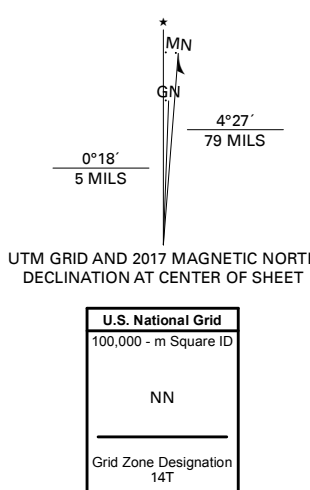 ★
MN
GN
4°27´
79 MILS
0°18´
5 MILS
UTM GRID AND 2017 MAGNETIC NORTH
DECLINATION AT CENTER OF SHEET
U.S. National Grid
100,000 - m Square ID
NN
Grid Zone Designation
14T